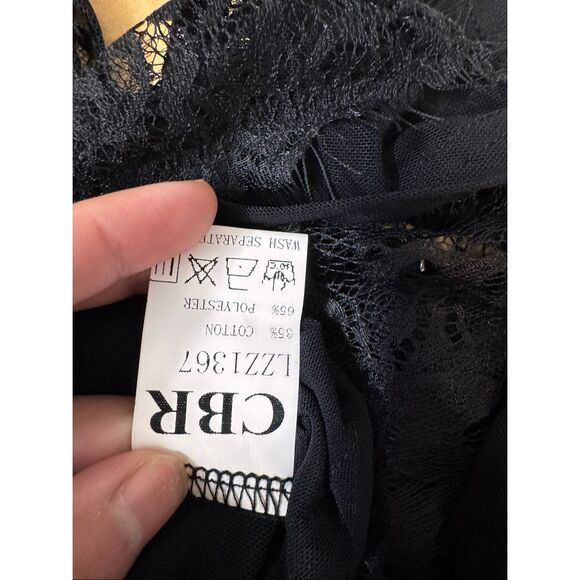 CBR
LZZ1367
35% COTTON
65% POLYESTER
WASH SEPARATE